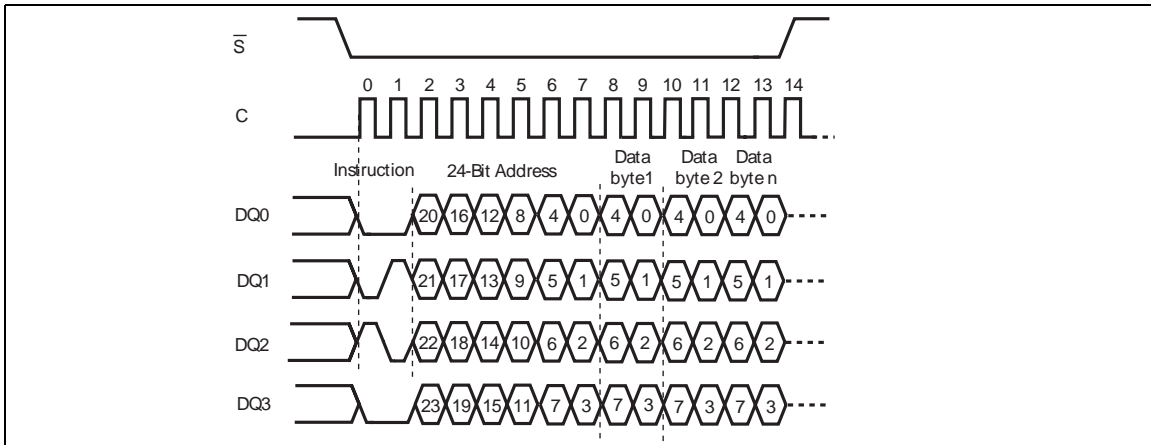 S̅
0 1 2 3 4 5 6 7 8 9 10 11 12 13 14
C
Instruction 24-Bit Address Data byte1 Data byte 2 Data byte n
DQ0 20 16 12 8 4 0 4 0 4 0 4 0
DQ1 21 17 13 9 5 1 5 1 5 1 5 1
DQ2 22 18 14 10 6 2 6 2 6 2 6 2
DQ3 23 19 15 11 7 3 7 3 7 3 7 3